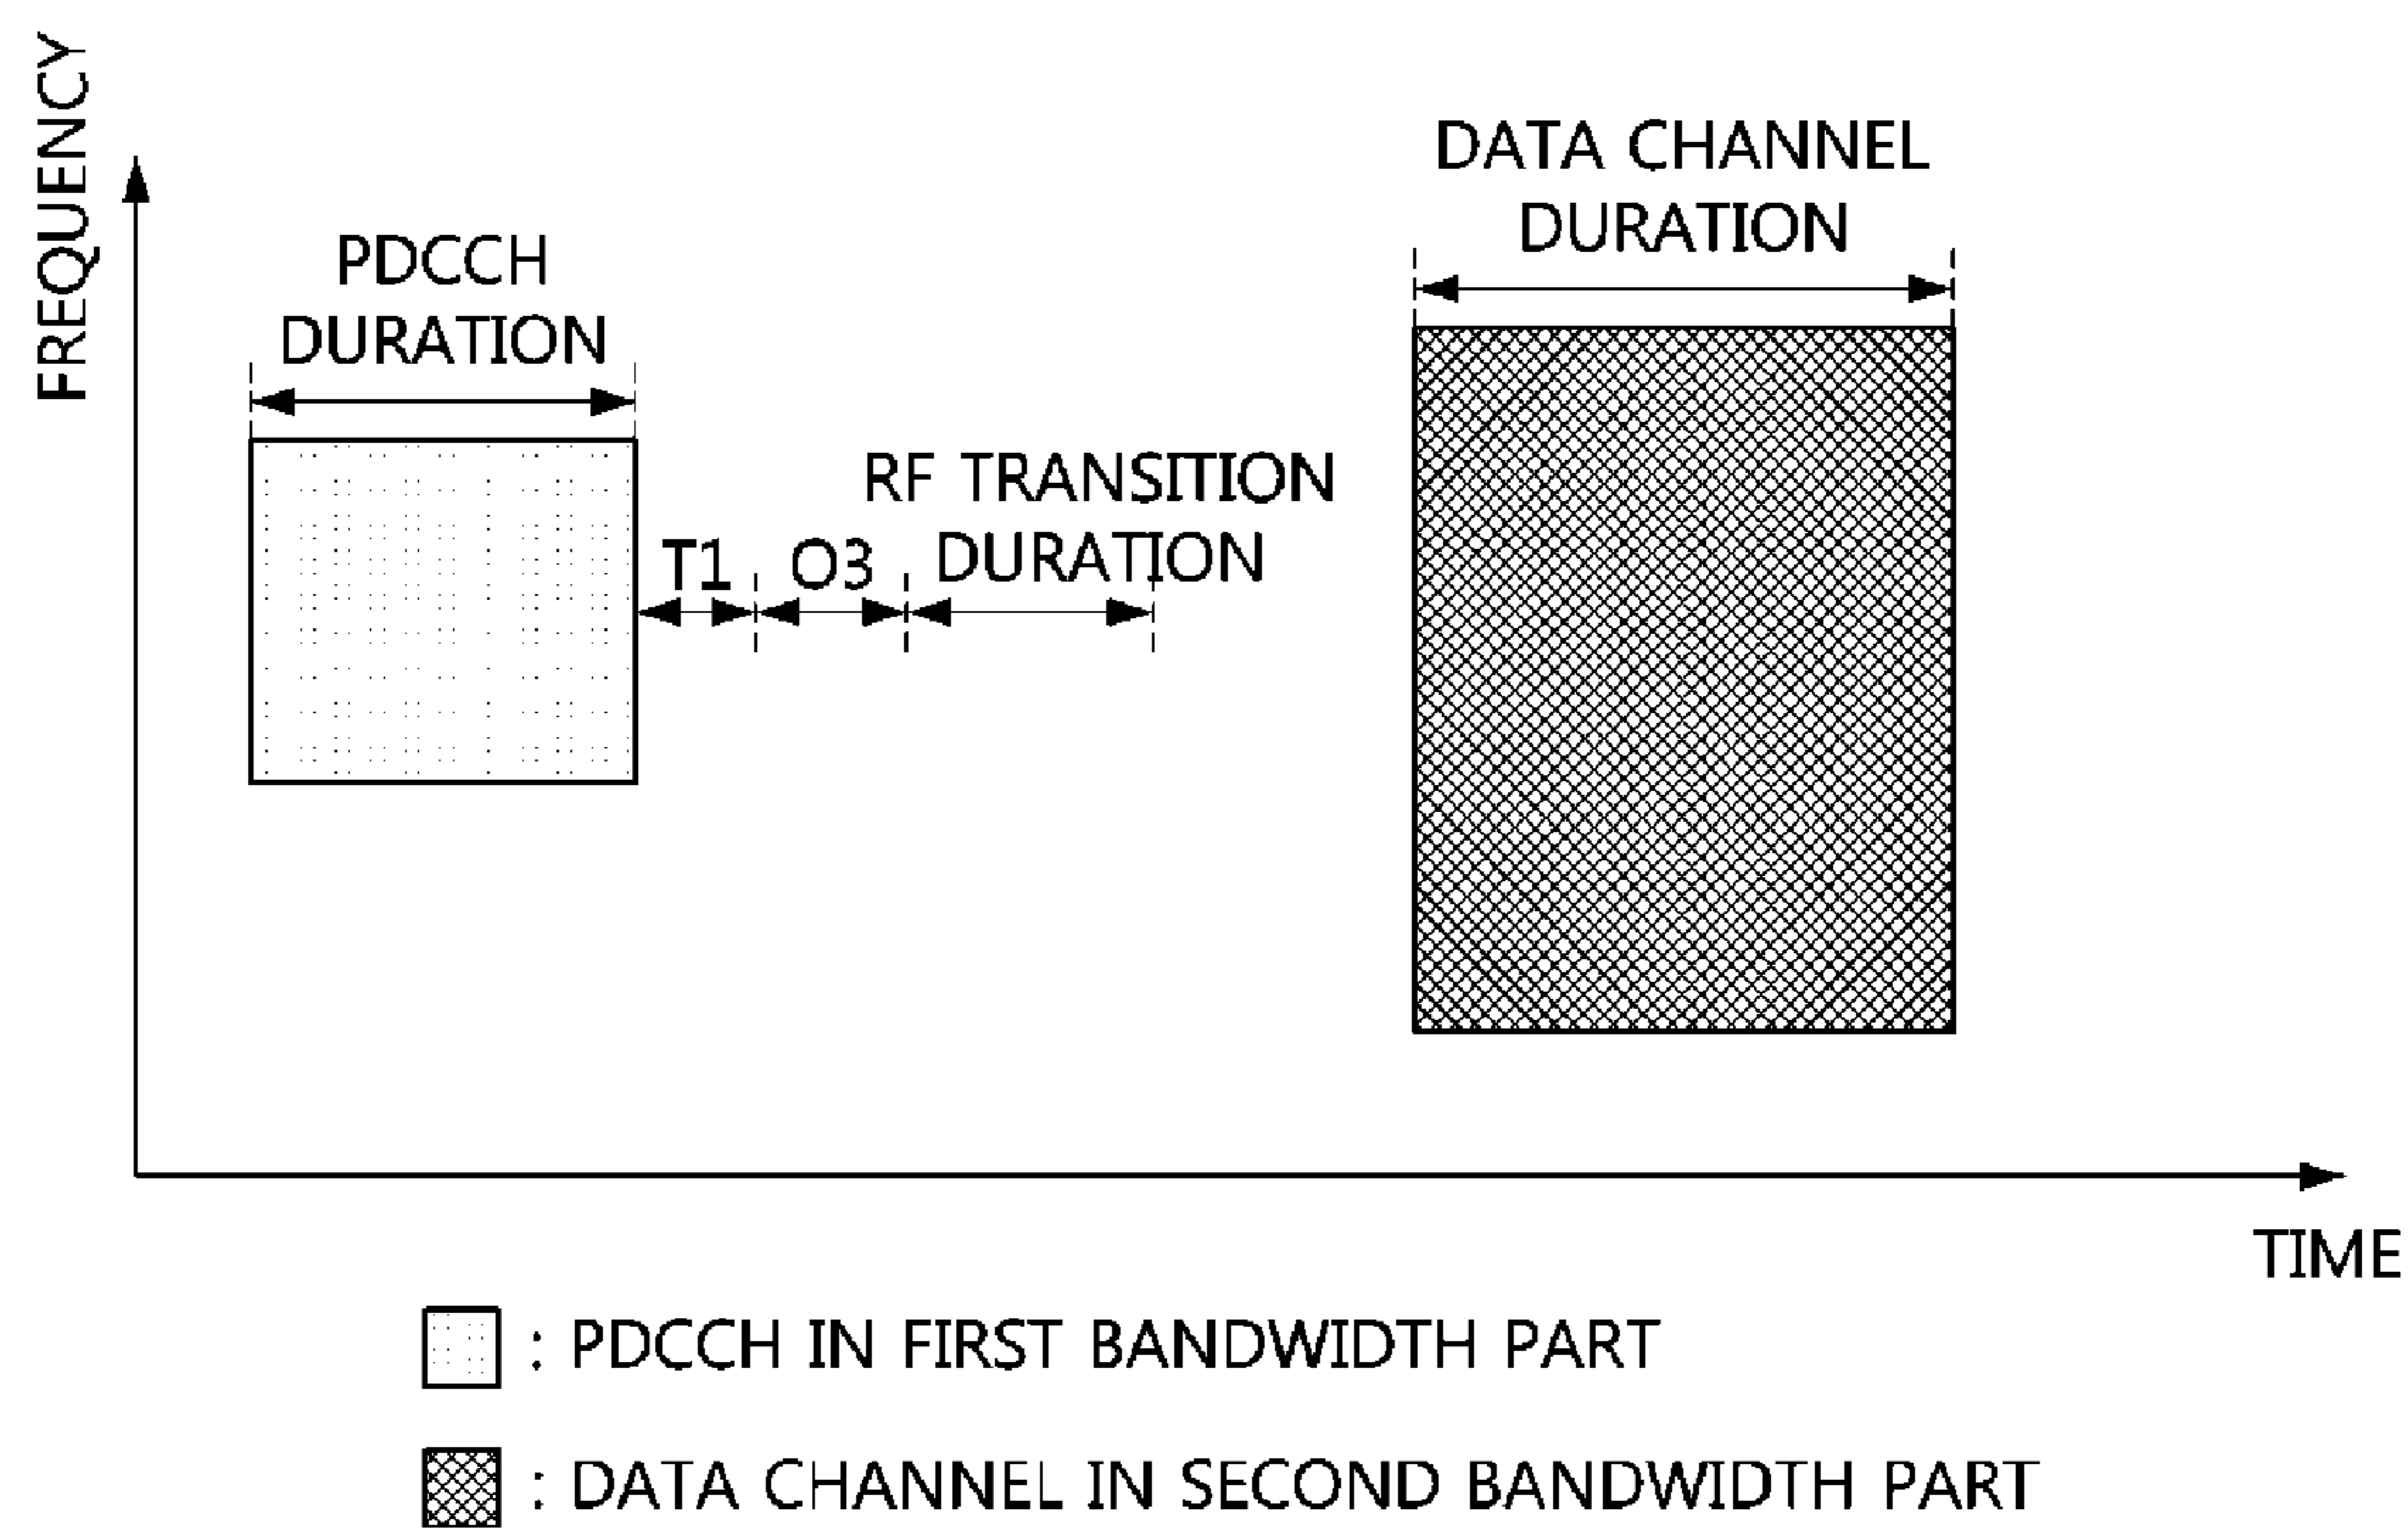 FREQUENCY
DATA CHANNEL
DURATION
PDCCH
DURATION
RF TRANSITION
DURATION
T1
O3
TIME
: PDCCH IN FIRST BANDWIDTH PART
: DATA CHANNEL IN SECOND BANDWIDTH PART